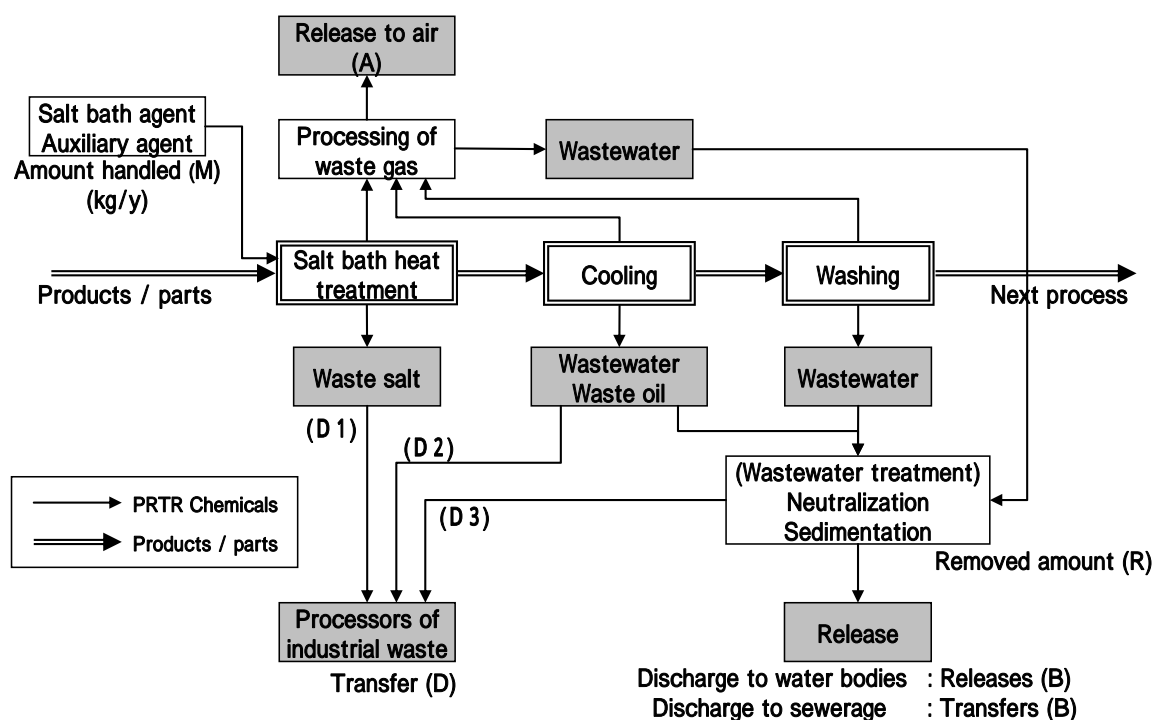 Release to air
(A)
Salt bath agent
Auxiliary agent
Amount handled (M)
(kg/y)
Processing of
waste gas
Wastewater
Products / parts
Salt bath heat
treatment
Cooling
Washing
Next process
Waste salt
Wastewater
Waste oil
Wastewater
(D 1)
(D 2)
(D 3)
(Wastewater treatment)
Neutralization
Sedimentation
Removed amount (R)
PRTR Chemicals
Products / parts
Processors of
industrial waste
Transfer (D)
Release
Discharge to water bodies : Releases (B)
Discharge to sewerage : Transfers (B)